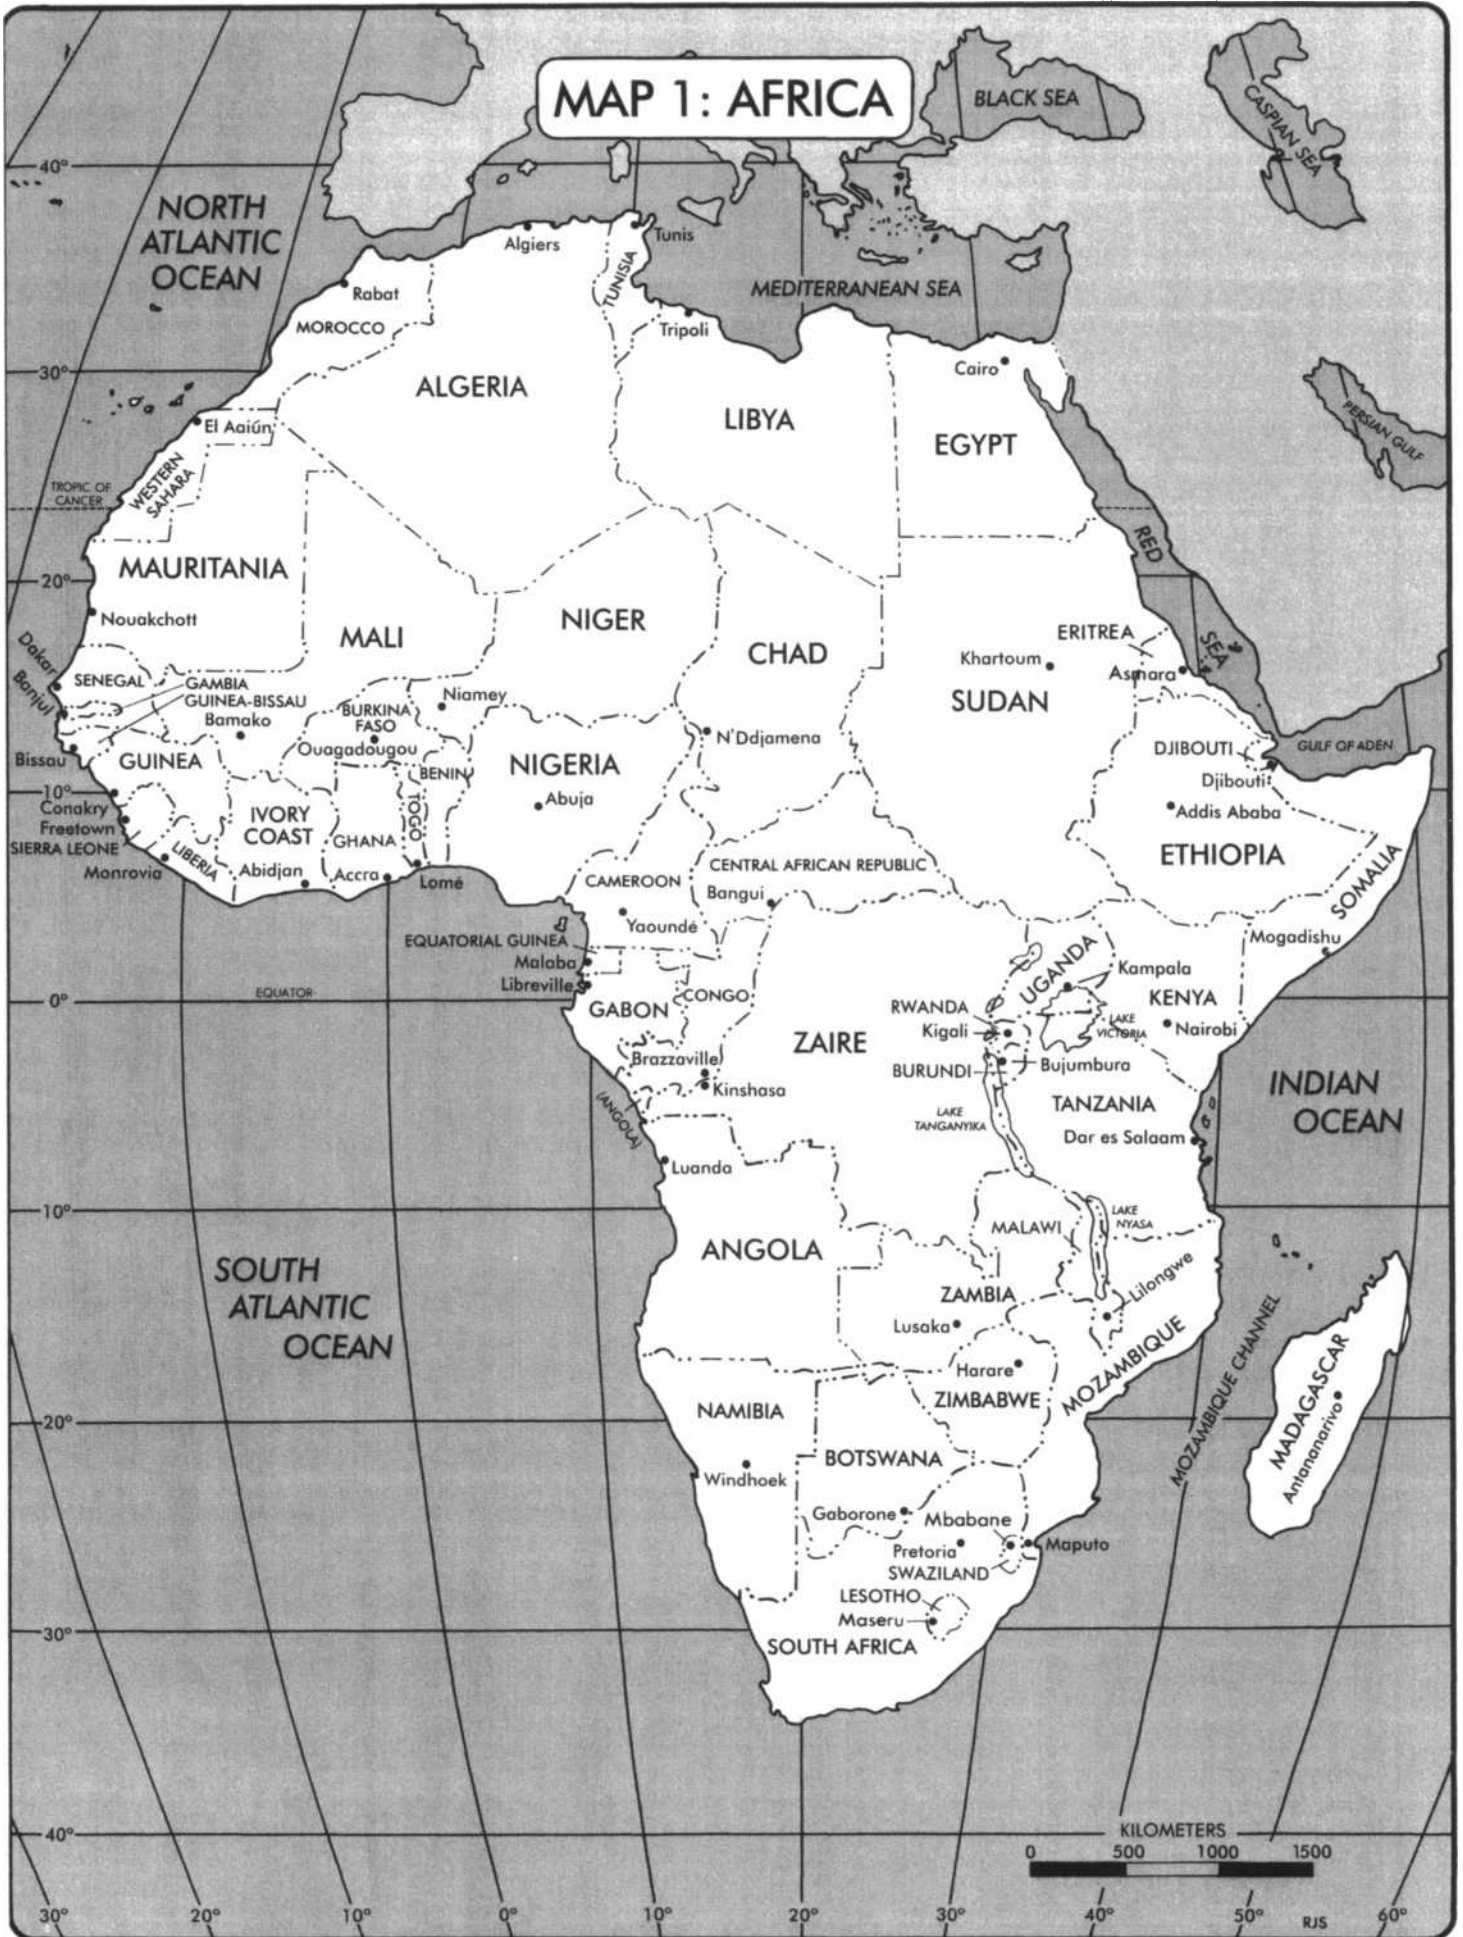 MAP 1: AFRICA
BLACK SEA
CASPIAN SEA
40°
NORTH
ATLANTIC
OCEAN
Algiers
Tunis
TUNISIA
MEDITERRANEAN SEA
Rabat
MOROCCO
Tripoli
Cairo
30°
ALGERIA
LIBYA
EGYPT
PERSIAN GULF
El Aaiún
WESTERN
SAHARA
TROPIC OF
CANCER
RED
SEA
MAURITANIA
20°
Nouakchott
MALI
NIGER
CHAD
ERITREA
Khartoum
Asmara
SUDAN
Dakar
Banjul
SENEGAL
GAMBIA
GUINEA-BISSAU
Bamako
Niamey
BURKINA
FASO
Ouagadougou
N'Ddjamena
Bissau
GUINEA
BENIN
NIGERIA
Abuja
DJIBOUTI
Djibouti
GULF OF ADEN
10°
Conakry
Freetown
SIERRA LEONE
Monrovia
LIBERIA
IVORY
COAST
Abidjan
GHANA
TOGO
Accra
Lomé
Addis Ababa
ETHIOPIA
SOMALIA
CENTRAL AFRICAN REPUBLIC
CAMEROON
Bangui
Yaoundé
EQUATORIAL GUINEA
Malaba
Libreville
Mogadishu
UGANDA
Kampala
KENYA
Nairobi
0°
EQUATOR
GABON
CONGO
ZAIRE
RWANDA
Kigali
LAKE
VICTORIA
BURUNDI
Bujumbura
Brazzaville
Kinshasa
(ANGOLA)
LAKE
TANGANYIKA
TANZANIA
Dar es Salaam
INDIAN
OCEAN
Luanda
10°
ANGOLA
MALAWI
LAKE
NYASA
SOUTH
ATLANTIC
OCEAN
ZAMBIA
Lilongwe
Lusaka
Harare
ZIMBABWE
MOZAMBIQUE
MOZAMBIQUE CHANNEL
MADAGASCAR
Antananarivo
20°
NAMIBIA
Windhoek
BOTSWANA
Gaborone
Mbabane
Pretoria
Maputo
SWAZILAND
LESOTHO
Maseru
30°
SOUTH AFRICA
40°
KILOMETERS
0 500 1000 1500
30° 20° 10° 0° 10° 20° 30° 40° 50° RJS 60°